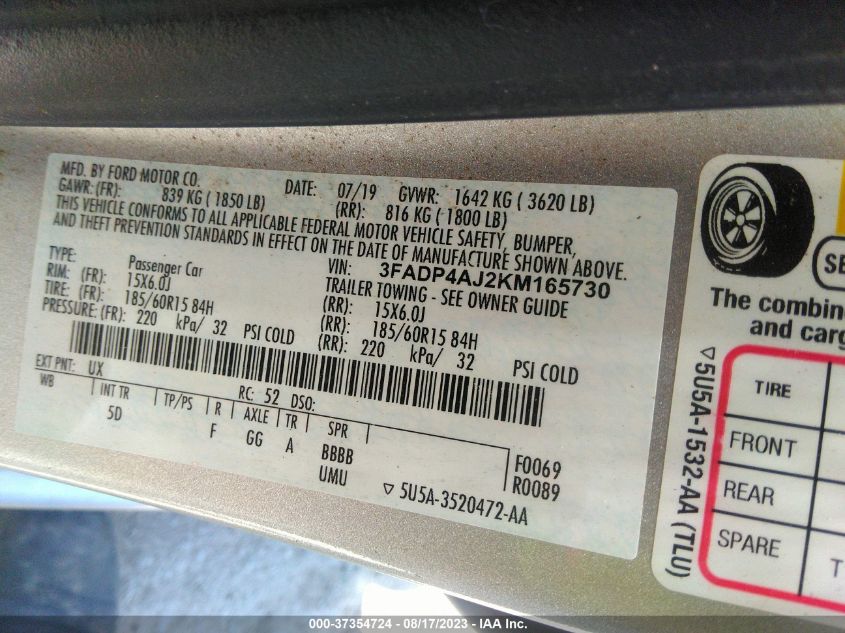 MFD. BY FORD MOTOR CO.
DATE: 07/19 GVWR: 1642 KG ( 3620 LB)
GAWR: (FR): 839 KG ( 1850 LB) (RR): 816 KG ( 1800 LB)
THIS VEHICLE CONFORMS TO ALL APPLICABLE FEDERAL MOTOR VEHICLE SAFETY, BUMPER,
AND THEFT PREVENTION STANDARDS IN EFFECT ON THE DATE OF MANUFACTURE SHOWN ABOVE.
VIN: 3FADP4AJ2KM165730
TYPE: Passenger Car TRAILER TOWING - SEE OWNER GUIDE
RIM: (FR): 15X6.0J (RR): 15X6.0J
TIRE: (FR): 185/60R15 84H (RR): 185/60R15 84H
PRESSURE: (FR): 220 kPa/ 32 PSI COLD (RR): 220 kPa/ 32 PSI COLD
EXT PNT: UX RC: 52 DSO:
WB INT TR TP/PS R AXLE TR SPR
5D F GG A BBBB F0069
UMU R0089
▽ 5U5A-3520472-AA
SE
The combin
and carg
TIRE
FRONT
REAR
SPARE
T
▽5U5A-1532-AA (TLU)
000-37354724 - 08/17/2023 - IAA Inc.